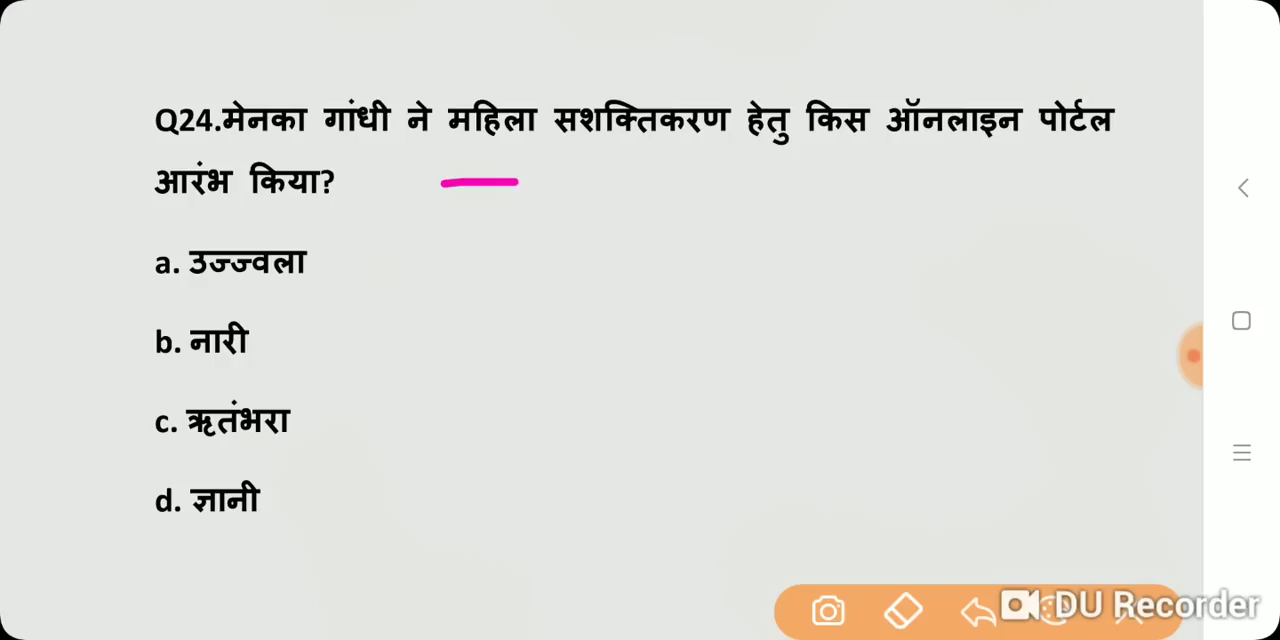 Q24.मेनका गांधी ने महिला सशक्तिकरण हेतु किस ऑनलाइन पोर्टल
आरंभ किया?
a. उज्ज्वला
b. नारी
c. ऋतंभरा
d. ज्ञानी
DU Recorder